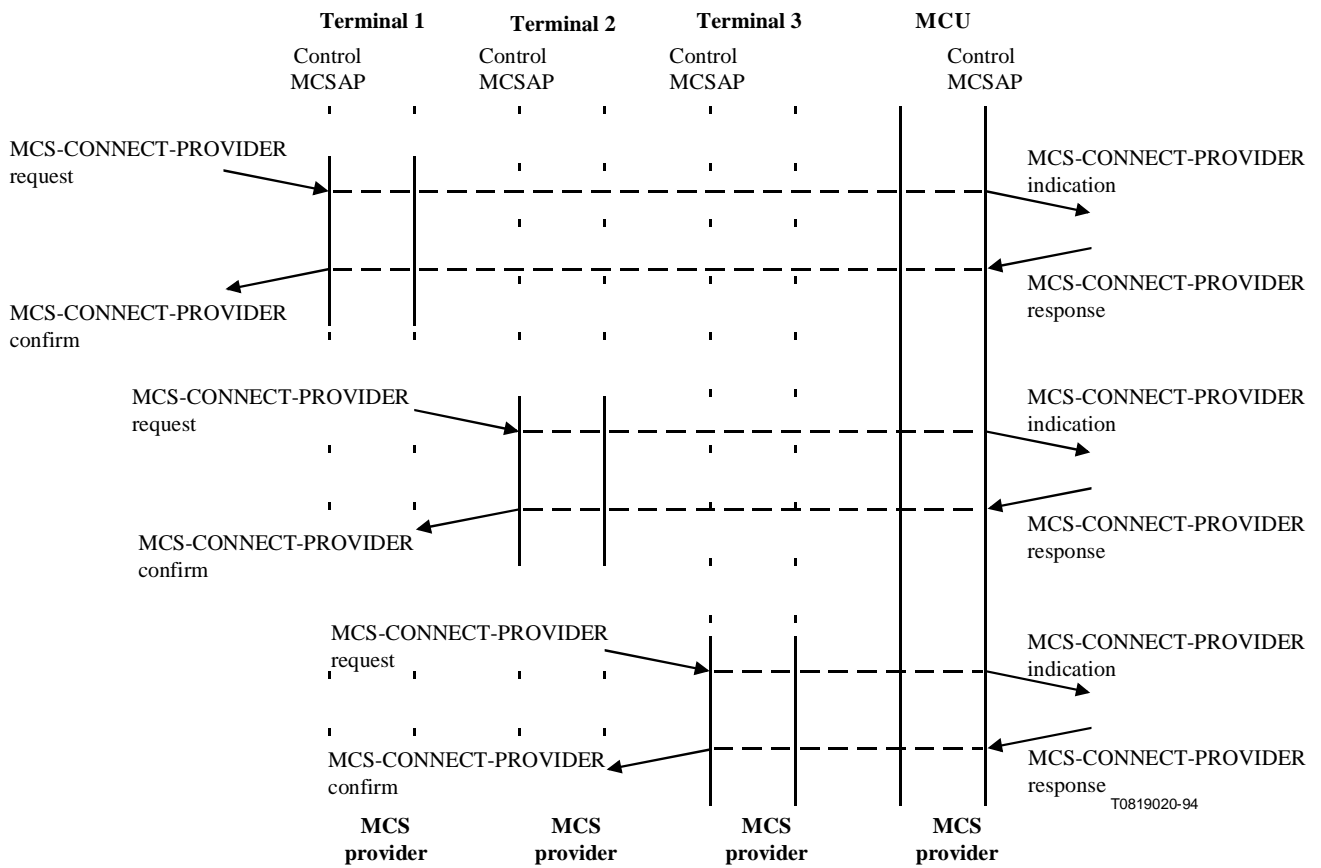 Terminal 1
Terminal 2
Terminal 3
MCU
Control
MCSAP
Control
MCSAP
Control
MCSAP
Control
MCSAP
MCS-CONNECT-PROVIDER
request
MCS-CONNECT-PROVIDER
indication
MCS-CONNECT-PROVIDER
confirm
MCS-CONNECT-PROVIDER
response
MCS-CONNECT-PROVIDER
request
MCS-CONNECT-PROVIDER
indication
MCS-CONNECT-PROVIDER
confirm
MCS-CONNECT-PROVIDER
response
MCS-CONNECT-PROVIDER
request
MCS-CONNECT-PROVIDER
indication
MCS-CONNECT-PROVIDER
confirm
MCS-CONNECT-PROVIDER
response
T0819020-94
MCS
provider
MCS
provider
MCS
provider
MCS
provider